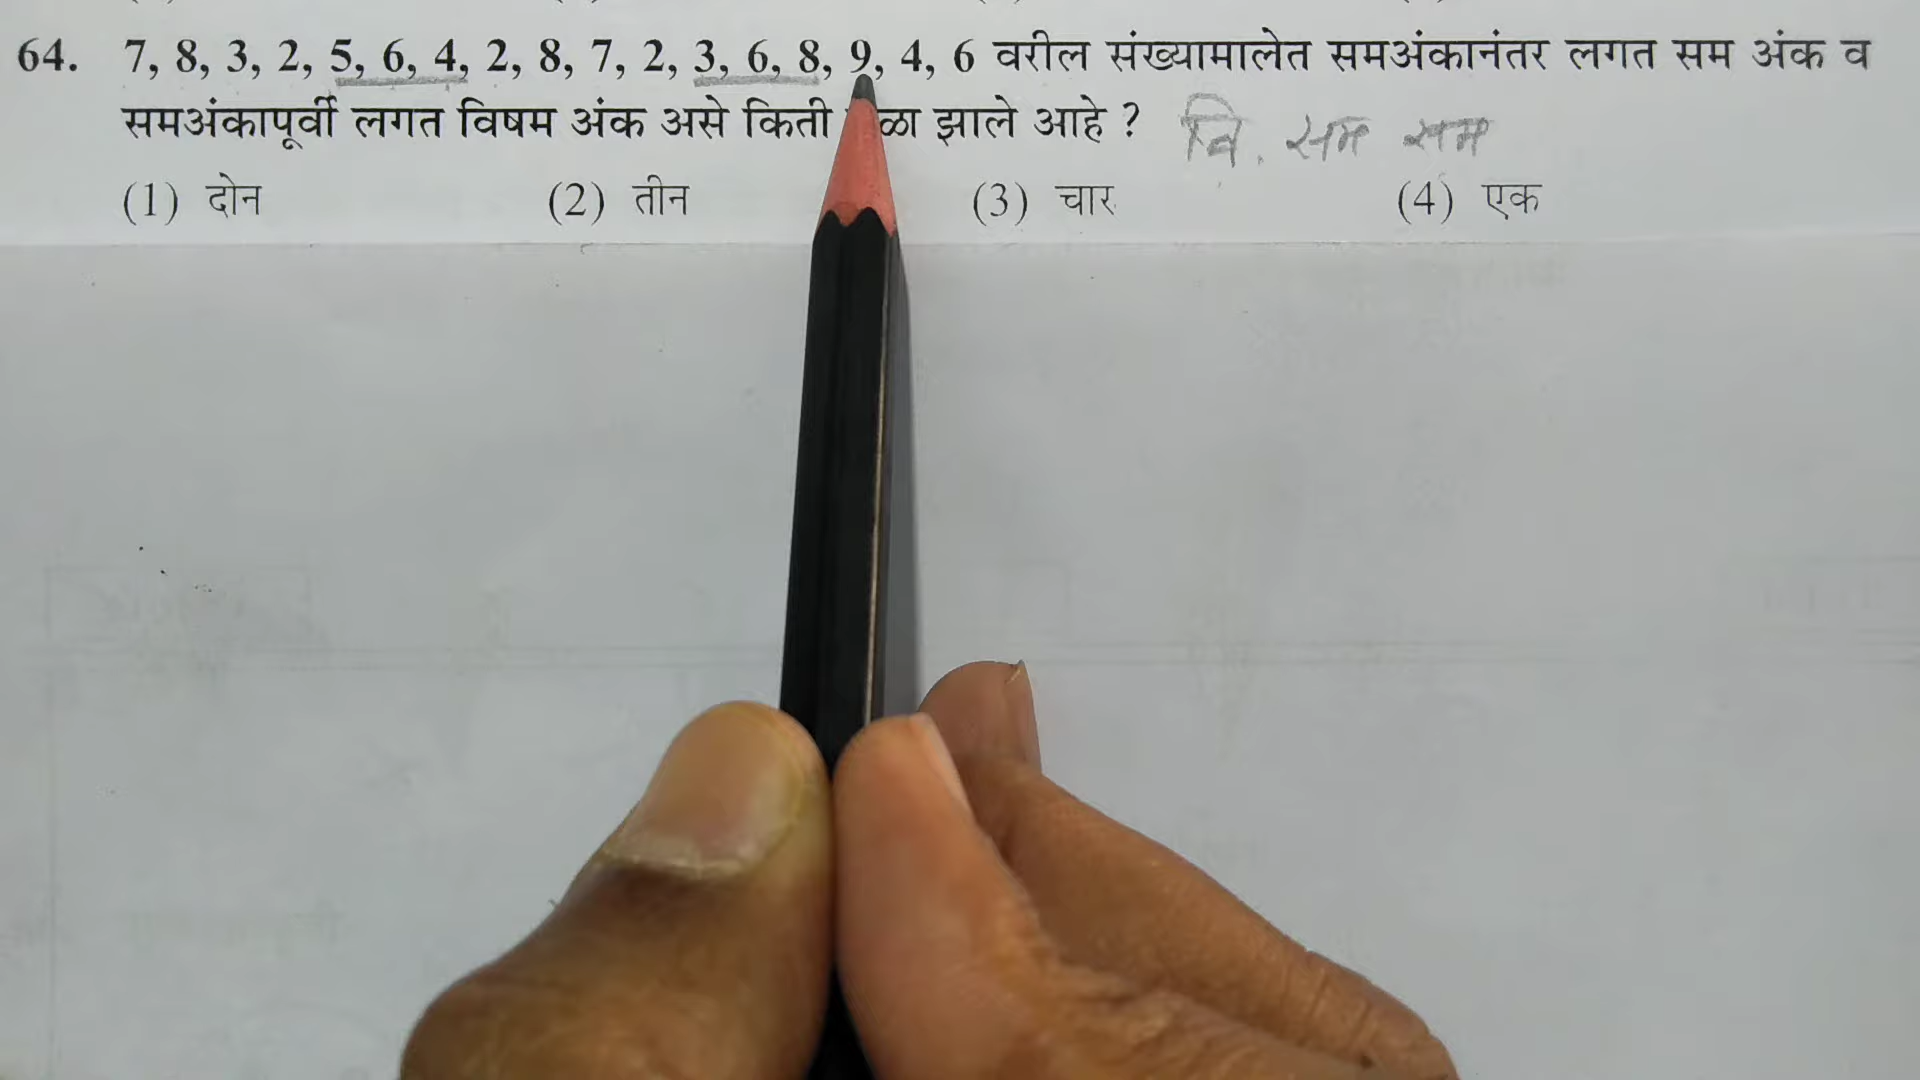 64. 7, 8, 3, 2, 5, 6, 4, 2, 8, 7, 2, 3, 6, 8, 9, 4, 6 वरील संख्यामालेत समअंकानंतर लगत सम अंक व
समअंकापूर्वी लगत विषम अंक असे किती ळा झाले आहे ? वि. सम सम
(1) दोन (2) तीन (3) चार (4) एक